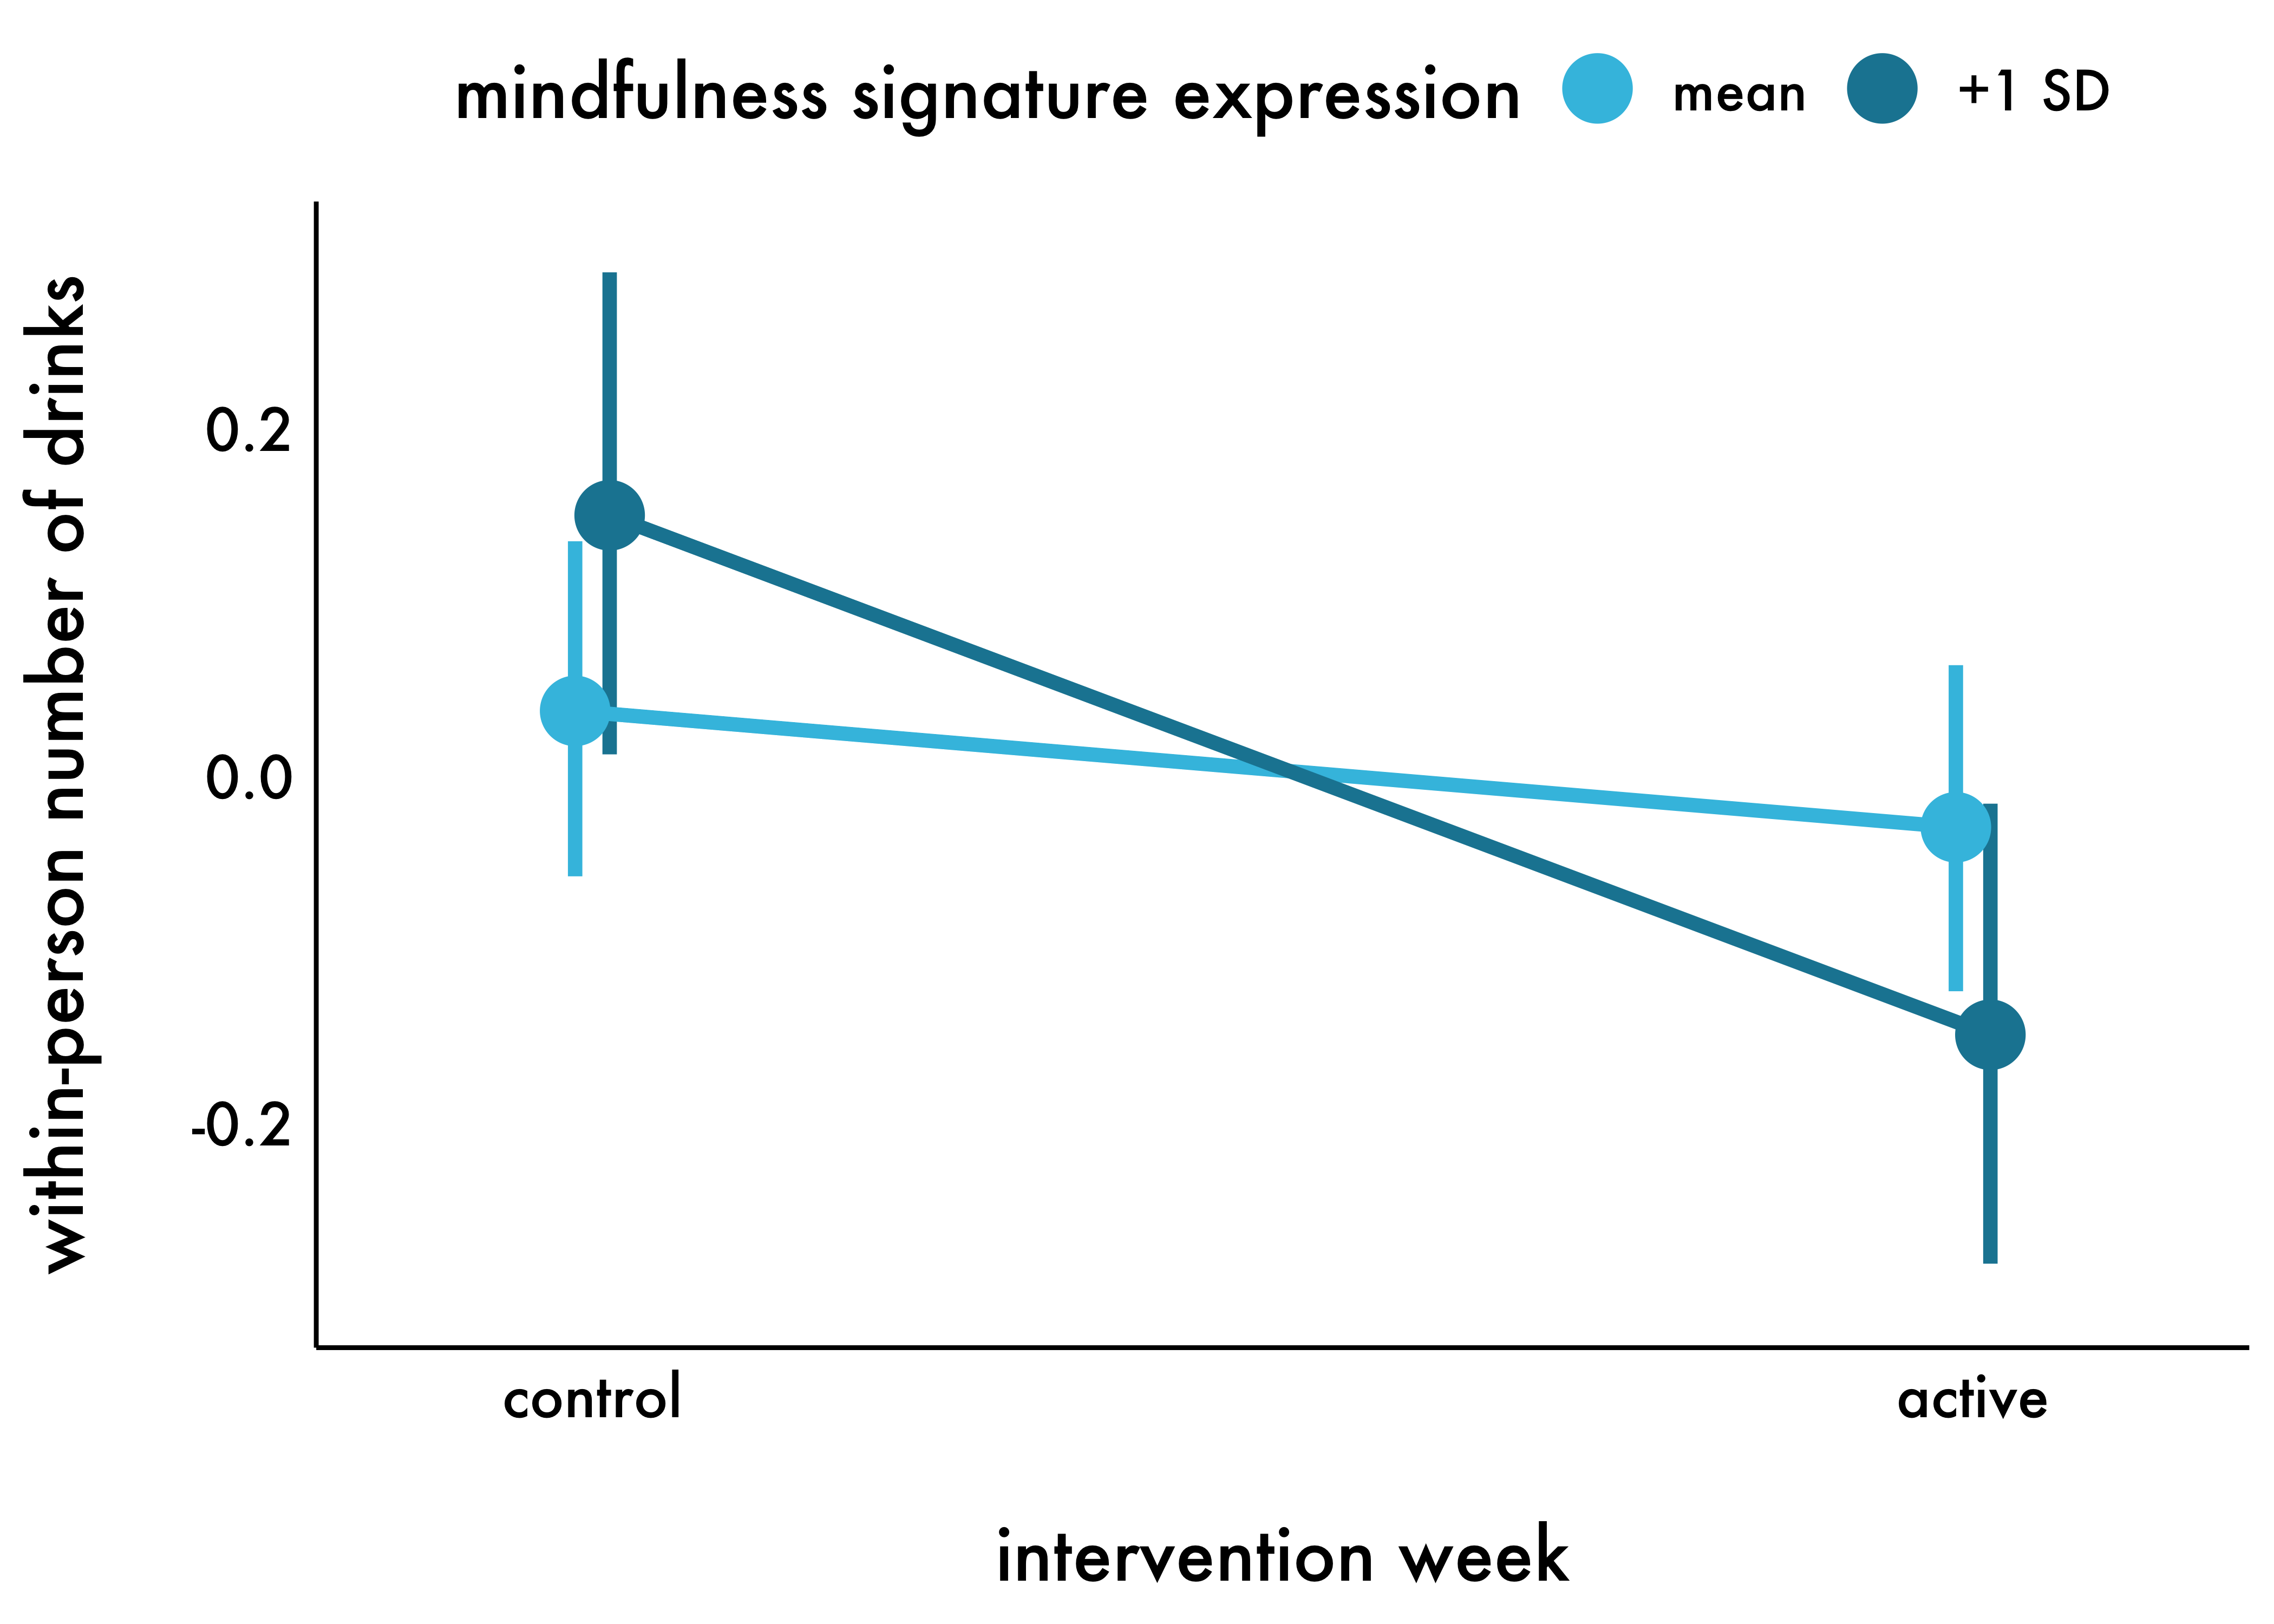 mindfulness signature expression mean +1 SD
within-person number of drinks
0.2
0.0
-0.2
control active
intervention week